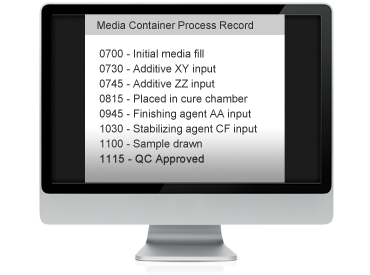 Media Container Process Record
0700 - Initial media fill
0730 - Additive XY input
0745 - Additive ZZ input
0815 - Placed in cure chamber
0945 - Finishing agent AA input
1030 - Stabilizing agent CF input
1100 - Sample drawn
1115 - QC Approved